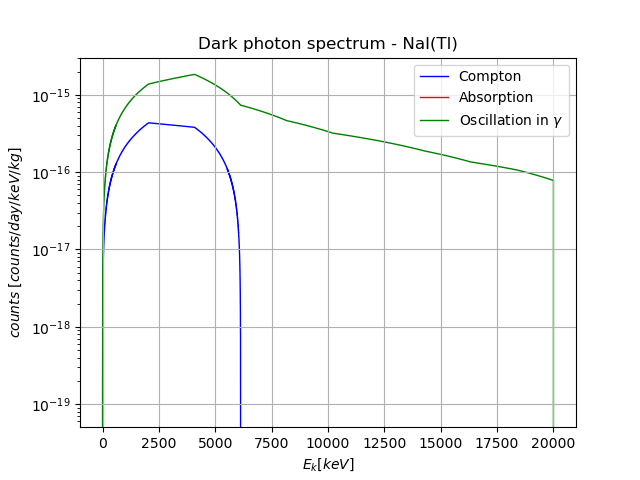 Dark photon spectrum - NaI(Tl)
Compton
Absorption
Oscillation in γ
counts [counts/day/keV/kg]
10⁻¹⁵
10⁻¹⁶
10⁻¹⁷
10⁻¹⁸
10⁻¹⁹
0 2500 5000 7500 10000 12500 15000 17500 20000
E_k[keV]